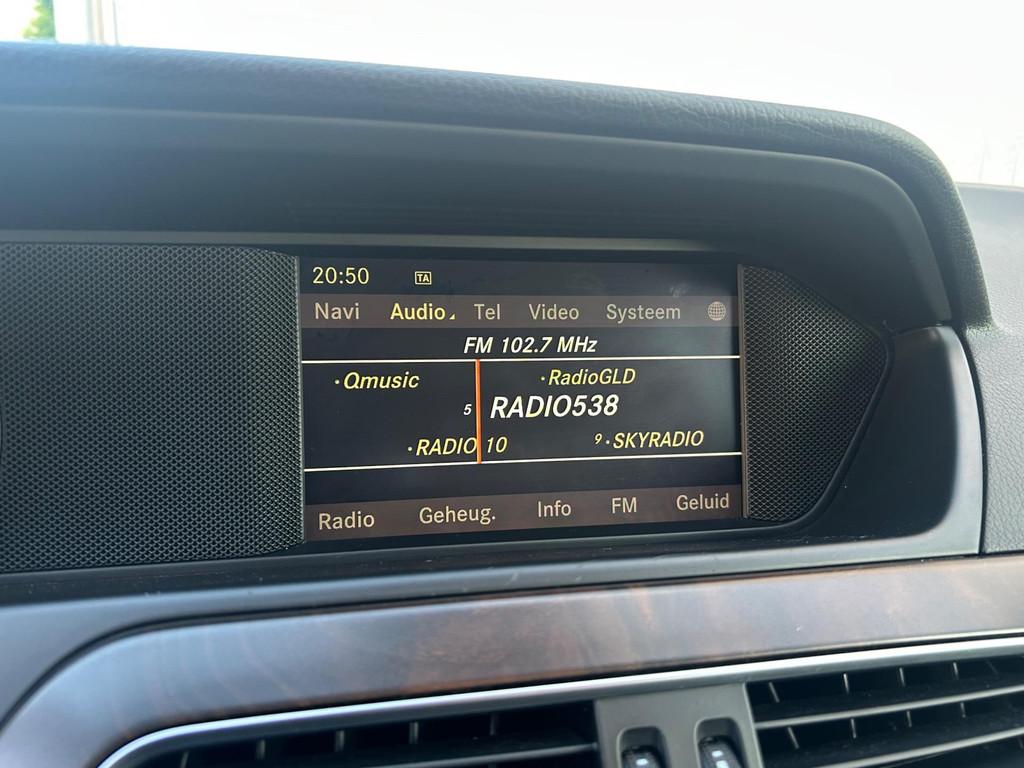 20:50 TA
Navi Audio Tel Video Systeem
FM 102.7 MHz
·Qmusic ·RadioGLD
5 RADIO538
·RADIO 10 9·SKYRADIO
Radio Geheug. Info FM Geluid